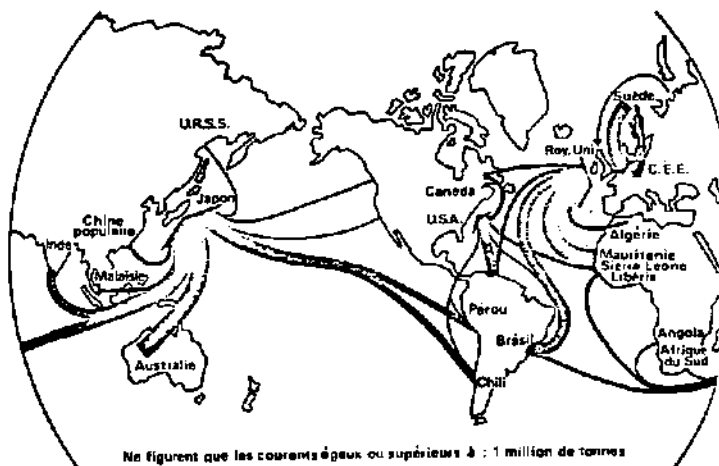 Suède
U.R.S.S.
Roy. Uni
C.E.E.
Canada
Japon
U.S.A.
Chine
populaire
Algérie
Inde
Mauritanie
Malaisie
Sierra Leone
Libéria
Pérou
Angola
Brésil
Afrique
du Sud
Australie
Chili
Ne figurent que les courants égaux ou supérieurs à : 1 million de tonnes